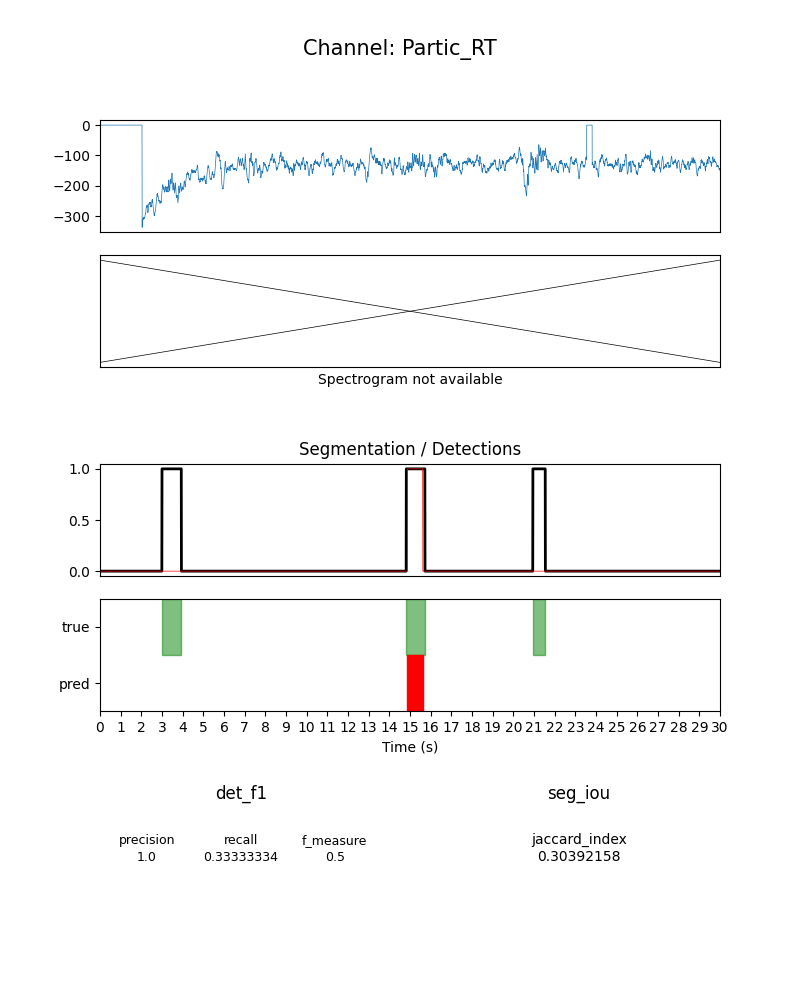 Channel: Partic_RT
0
−100
−200
−300
Spectrogram not available
Segmentation / Detections
1.0
0.5
0.0
true
pred
0 1 2 3 4 5 6 7 8 9 10 11 12 13 14 15 16 17 18 19 20 21 22 23 24 25 26 27 28 29 30
Time (s)
det_f1 seg_iou
precision recall f_measure jaccard_index
1.0 0.33333334 0.5 0.30392158